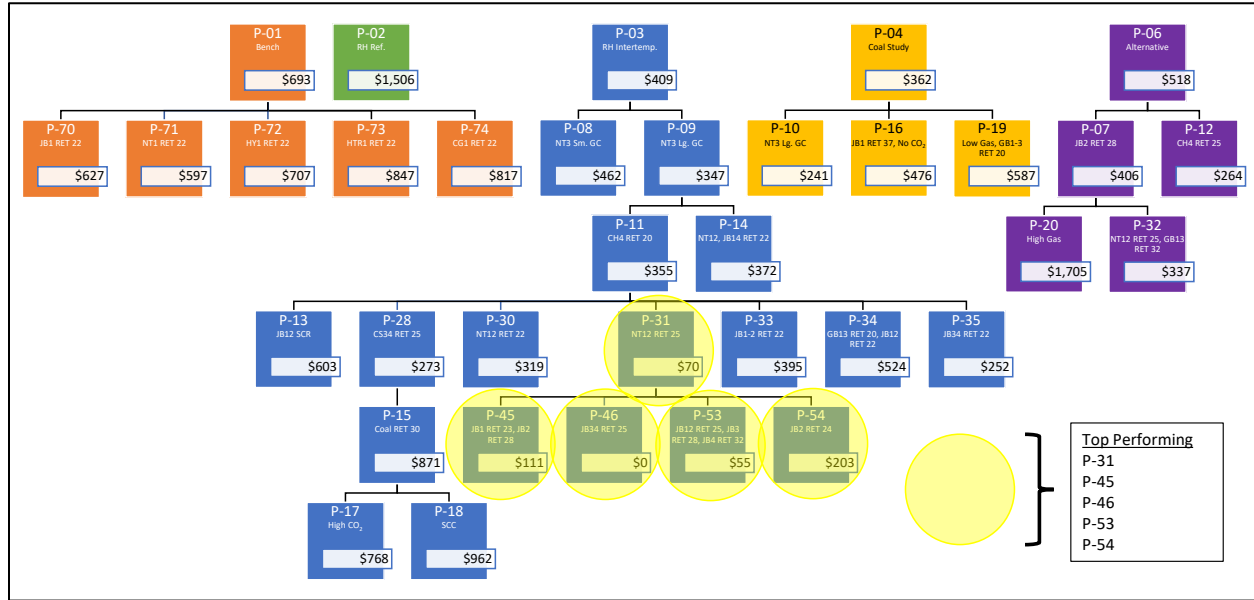 P-01
Bench
$693
P-02
RH Ref.
$1,506
P-03
RH Intertemp.
$409
P-04
Coal Study
$362
P-06
Alternative
$518
P-70
JB1 RET 22
$627
P-71
NT1 RET 22
$597
P-72
HY1 RET 22
$707
P-73
HTR1 RET 22
$847
P-74
CG1 RET 22
$817
P-08
NT3 Sm. GC
$462
P-09
NT3 Lg. GC
$347
P-10
NT3 Lg. GC
$241
P-16
JB1 RET 37, No CO₂
$476
P-19
Low Gas, GB1-3
RET 20
$587
P-07
JB2 RET 28
$406
P-12
CH4 RET 25
$264
P-11
CH4 RET 20
$355
P-14
NT12, JB14 RET 22
$372
P-20
High Gas
$1,705
P-32
NT12 RET 25, GB13
RET 32
$337
P-13
JB12 SCR
$603
P-28
CS34 RET 25
$273
P-30
NT12 RET 22
$319
P-31
NT12 RET 25
$70
P-33
JB1-2 RET 22
$395
P-34
GB13 RET 20, JB12
RET 22
$524
P-35
JB34 RET 22
$252
P-15
Coal RET 30
$871
P-45
JB1 RET 23, JB2
RET 28
$111
P-46
JB34 RET 25
$0
P-53
JB12 RET 25, JB3
RET 28, JB4 RET 32
$55
P-54
JB2 RET 24
$203
P-17
High CO₂
$768
P-18
SCC
$962
Top Performing
P-31
P-45
P-46
P-53
P-54